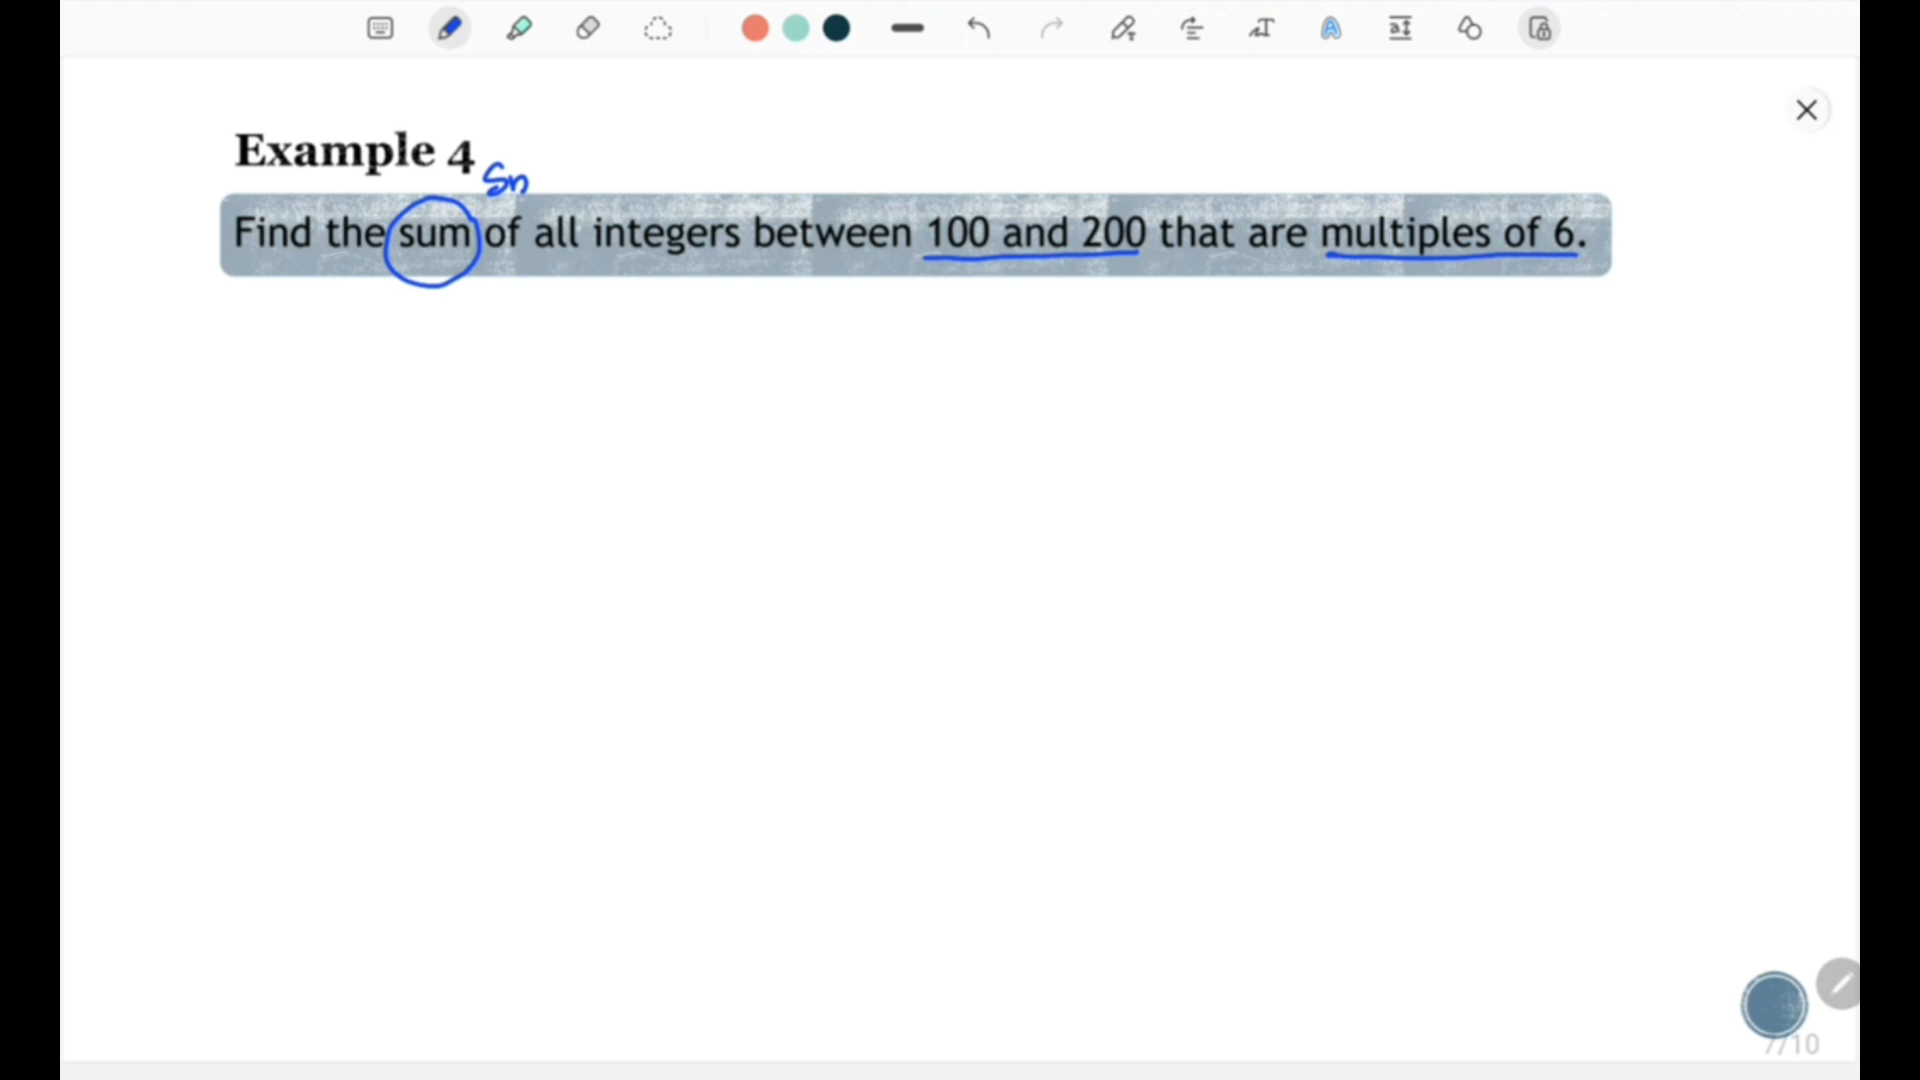 Example 4
Sn
Find the sum of all integers between 100 and 200 that are multiples of 6.
7/10